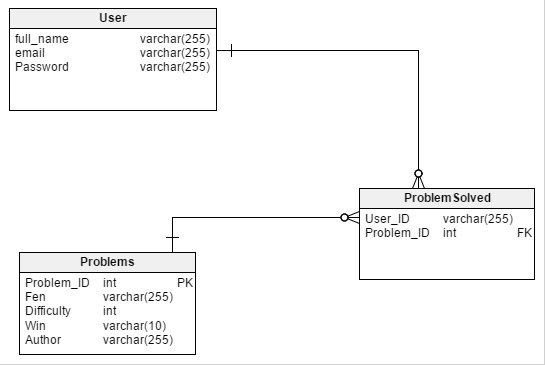 User
full_name varchar(255)
email varchar(255)
Password varchar(255)
ProblemSolved
User_ID varchar(255)
Problem_ID int FK
Problems
Problem_ID int PK
Fen varchar(255)
Difficulty int
Win varchar(10)
Author varchar(255)